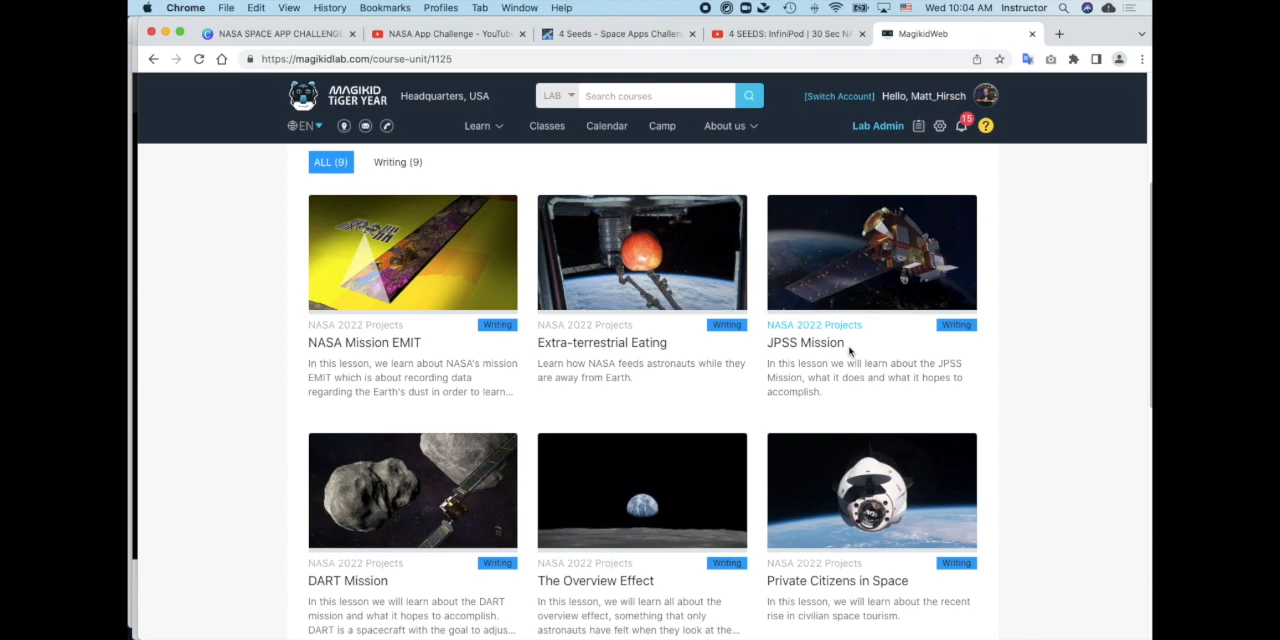 Chrome File Edit View History Bookmarks Profiles Tab Window Help Wed 10:04 AM Instructor
NASA SPACE APP CHALLENGE NASA App Challenge - YouTub 4 Seeds - Space Apps Challen 4 SEEDS: InfiniPod | 30 Sec N MagikidWeb
https://magikidlab.com/course-unit/1125
MAGIKID
TIGER YEAR
Headquarters, USA
LAB Search courses
[Switch Account] Hello, Matt_Hirsch
EN Learn Classes Calendar Camp About us Lab Admin 15 ?
ALL (9) Writing (9)
NASA 2022 Projects Writing
NASA Mission EMIT
In this lesson, we learn about NASA's mission
EMIT which is about recording data
regarding the Earth's dust in order to learn...
NASA 2022 Projects Writing
Extra-terrestrial Eating
Learn how NASA feeds astronauts while they
are away from Earth.
NASA 2022 Projects Writing
JPSS Mission
In this lesson we will learn about the JPSS
Mission, what it does and what it hopes to
accomplish.
NASA 2022 Projects Writing
DART Mission
In this lesson we will learn about the DART
mission and what it hopes to accomplish.
DART is a spacecraft with the goal to adjus...
NASA 2022 Projects Writing
The Overview Effect
In this lesson, we will learn all about the
overview effect, something that only
astronauts have felt when they look at the...
NASA 2022 Projects Writing
Private Citizens in Space
In this lesson we will learn about the recent
rise in civilian space tourism.